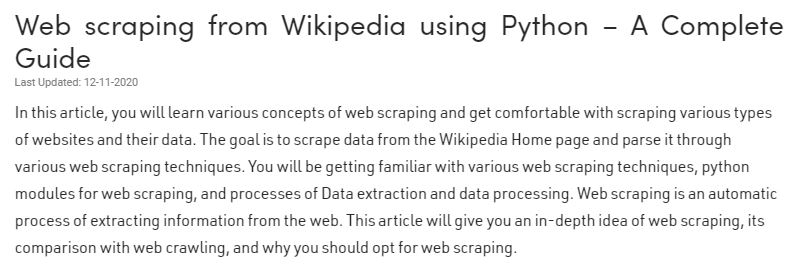 Web scraping from Wikipedia using Python – A Complete
Guide
Last Updated: 12-11-2020
In this article, you will learn various concepts of web scraping and get comfortable with scraping various types
of websites and their data. The goal is to scrape data from the Wikipedia Home page and parse it through
various web scraping techniques. You will be getting familiar with various web scraping techniques, python
modules for web scraping, and processes of Data extraction and data processing. Web scraping is an automatic
process of extracting information from the web. This article will give you an in-depth idea of web scraping, its
comparison with web crawling, and why you should opt for web scraping.